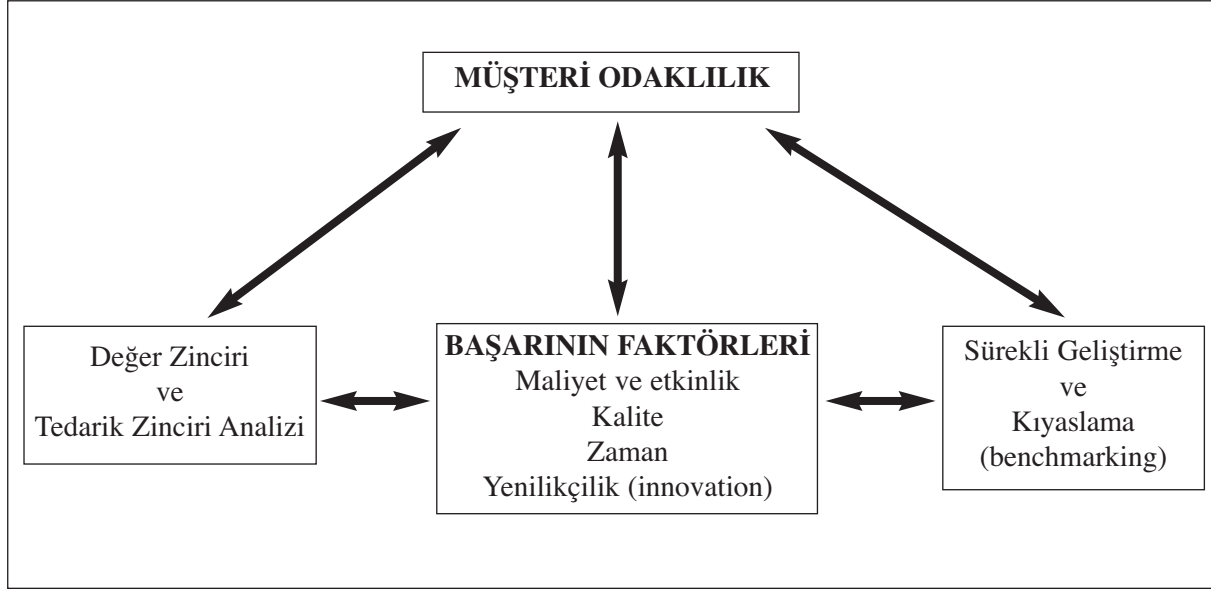 MÜŞTERİ ODAKLILIK
Değer Zinciri
ve
Tedarik Zinciri Analizi
BAŞARININ FAKTÖRLERİ
Maliyet ve etkinlik
Kalite
Zaman
Yenilikçilik (innovation)
Sürekli Geliştirme
ve
Kıyaslama
(benchmarking)